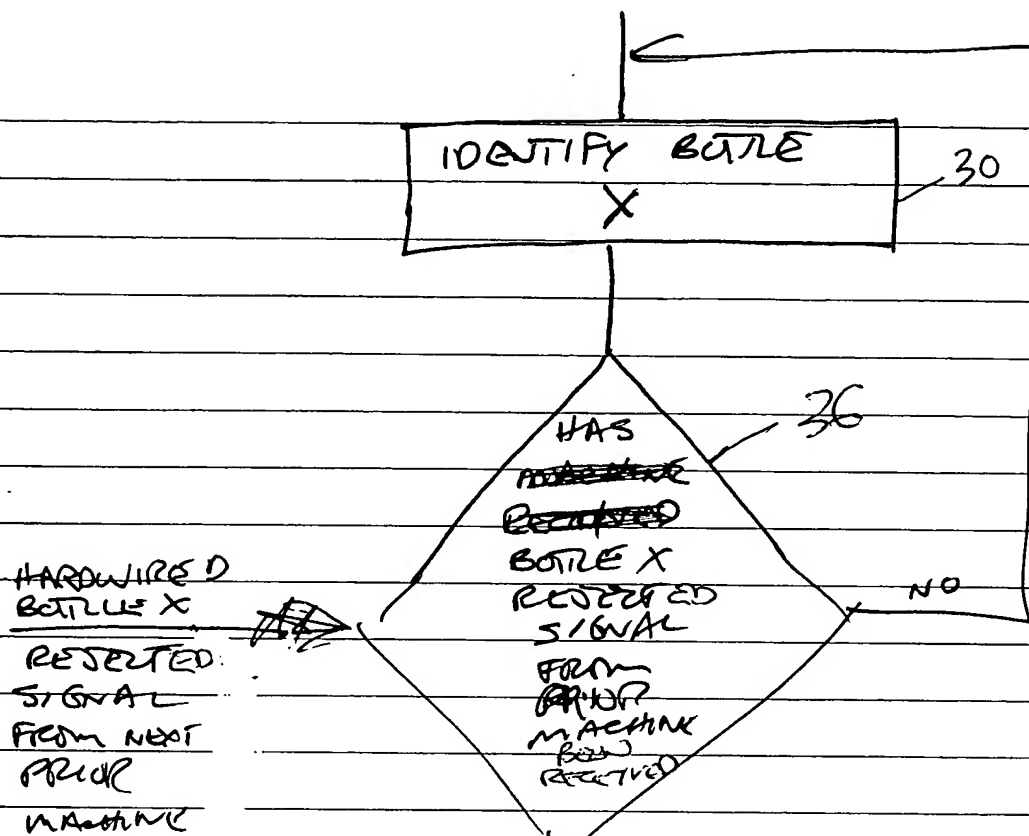 IDENTIFY BOTTLE
X
30
36
HAS
BOTTLE X
REJECTED
SIGNAL
FROM
PRIOR
MACHINE
BEEN
RECEIVED
NO
HARDWIRED
BOTTLE X
REJECTED
SIGNAL
FROM NEXT
PRIOR
MACHINE